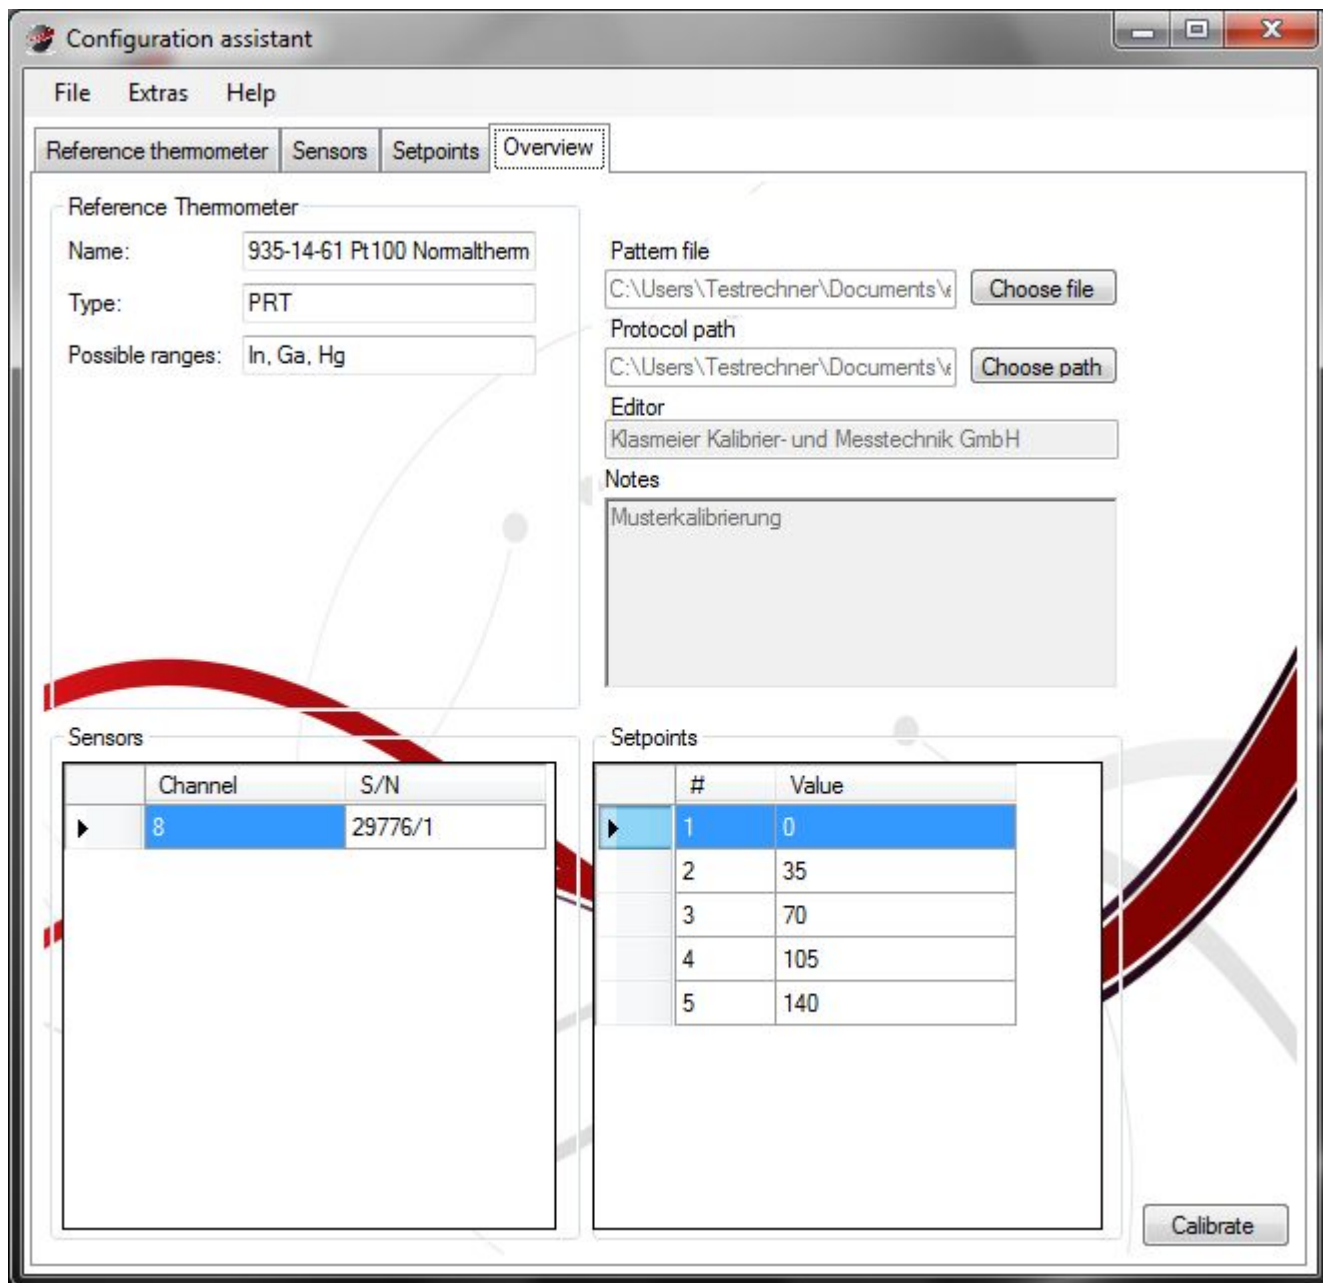 Configuration assistant
File Extras Help
Reference thermometer Sensors Setpoints Overview
Reference Thermometer
Name: 935-14-61 Pt100 Normaltherm
Type: PRT
Possible ranges: In, Ga, Hg
Pattern file
C:\Users\Testrechner\Documents\ Choose file
Protocol path
C:\Users\Testrechner\Documents\ Choose path
Editor
Klasmeier Kalibrier- und Messtechnik GmbH
Notes
Musterkalibrierung
Sensors
Channel S/N
8 29776/1
Setpoints
# Value
1 0
2 35
3 70
4 105
5 140
Calibrate